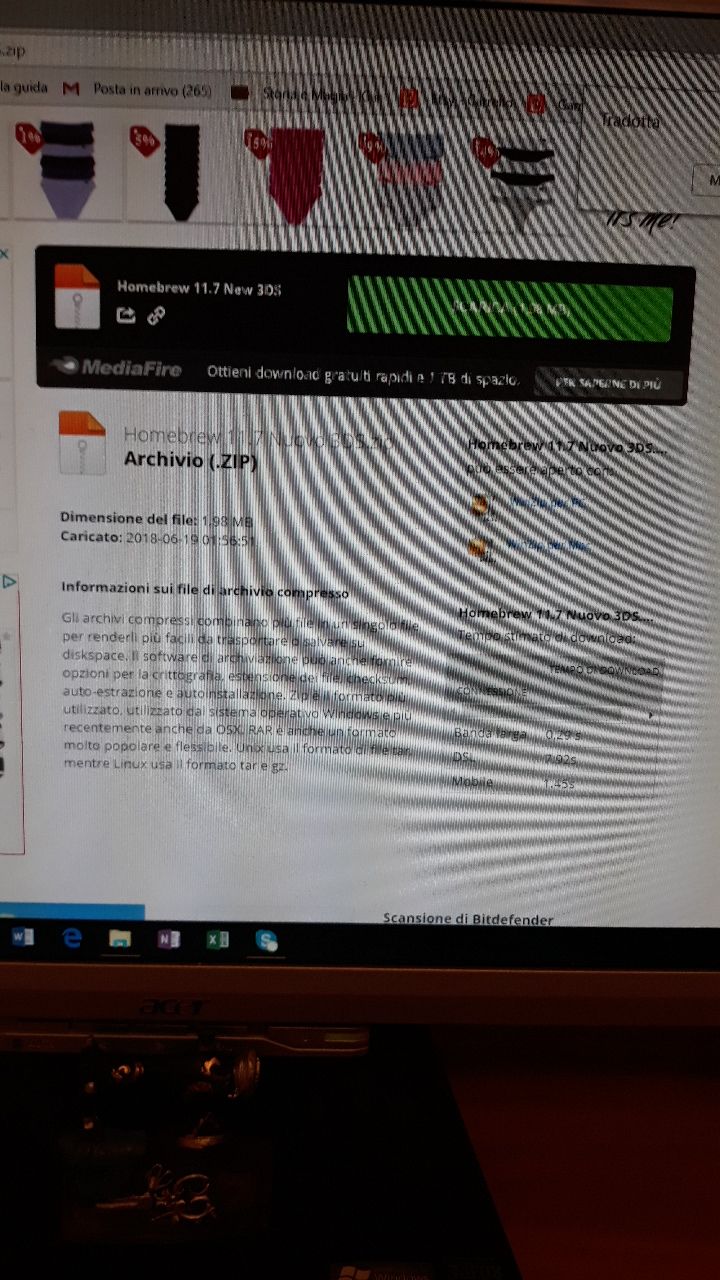 .zip
la guida
Posta in arrivo (265)
Tradotta
M
5%
It's me!
Homebrew 11.7 New 3DS
SCARICA (1.98 MB)
MediaFire
Ottieni download gratuiti rapidi e 1 TB di spazio.
PER SAPERNE DI PIÙ
Homebrew 11.7 Nuovo 3DS.zip
Archivio (.ZIP)
Dimensione del file: 1.98 MB
Caricato: 2018-06-19 01:56:51
Informazioni sui file di archivio compresso
Gli archivi compressi combinano più file in un singolo file
per renderli più facili da trasportare o salvare su
diskspace. Il software di archiviazione può anche fornire
opzioni per la crittografia, estensione dei file, checksum,
auto-estrazione e autoinstallazione. Zip è il formato più
utilizzato, utilizzato dal sistema operativo Windows e più
recentemente anche da OSX. RAR è anche un formato
molto popolare e flessibile. Unix usa il formato di file tar,
mentre Linux usa il formato tar e gz.
Homebrew 11.7 Nuovo 3DS....
può essere aperto con:
WinZip per PC
WinZip per Mac
Homebrew 11.7 Nuovo 3DS....
Tempo stimato di download:
TEMPO DI DOWNLOAD
CONNESSIONE
Banda larga 0,29 s
DSL 7.92s
Mobile 1.45s
Scansione di Bitdefender
acer
Windows